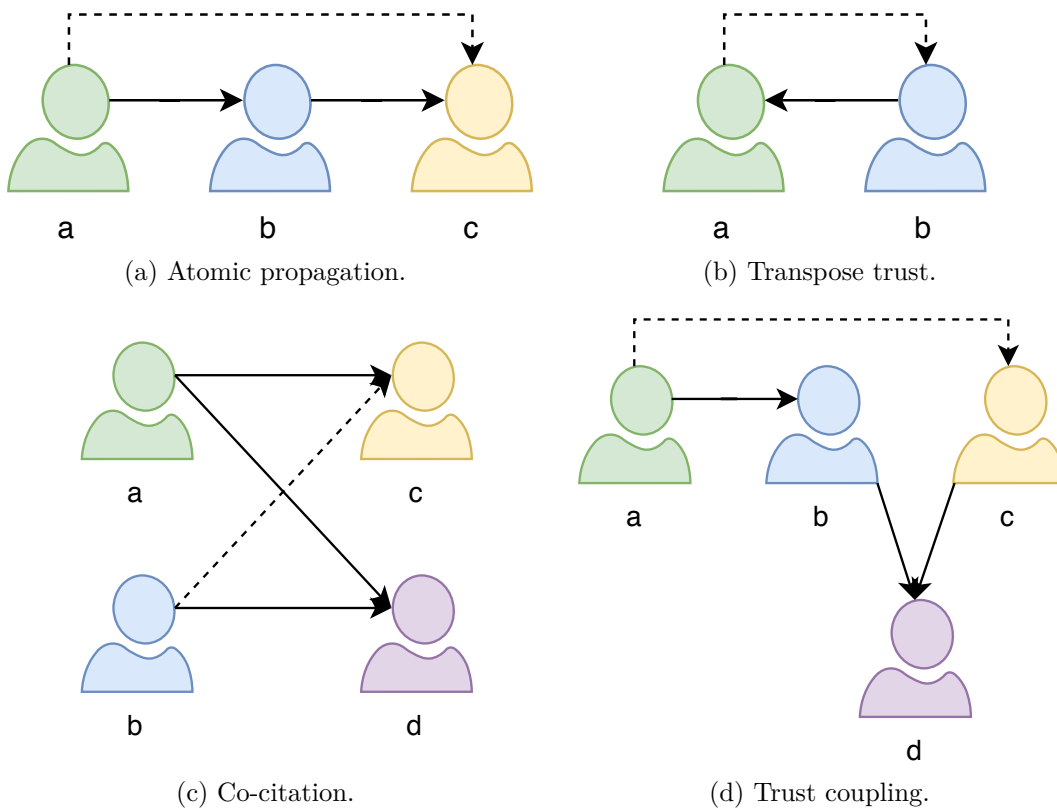 a b c
(a) Atomic propagation.
a b
(b) Transpose trust.
a c
b d
(c) Co-citation.
a b c
d
(d) Trust coupling.